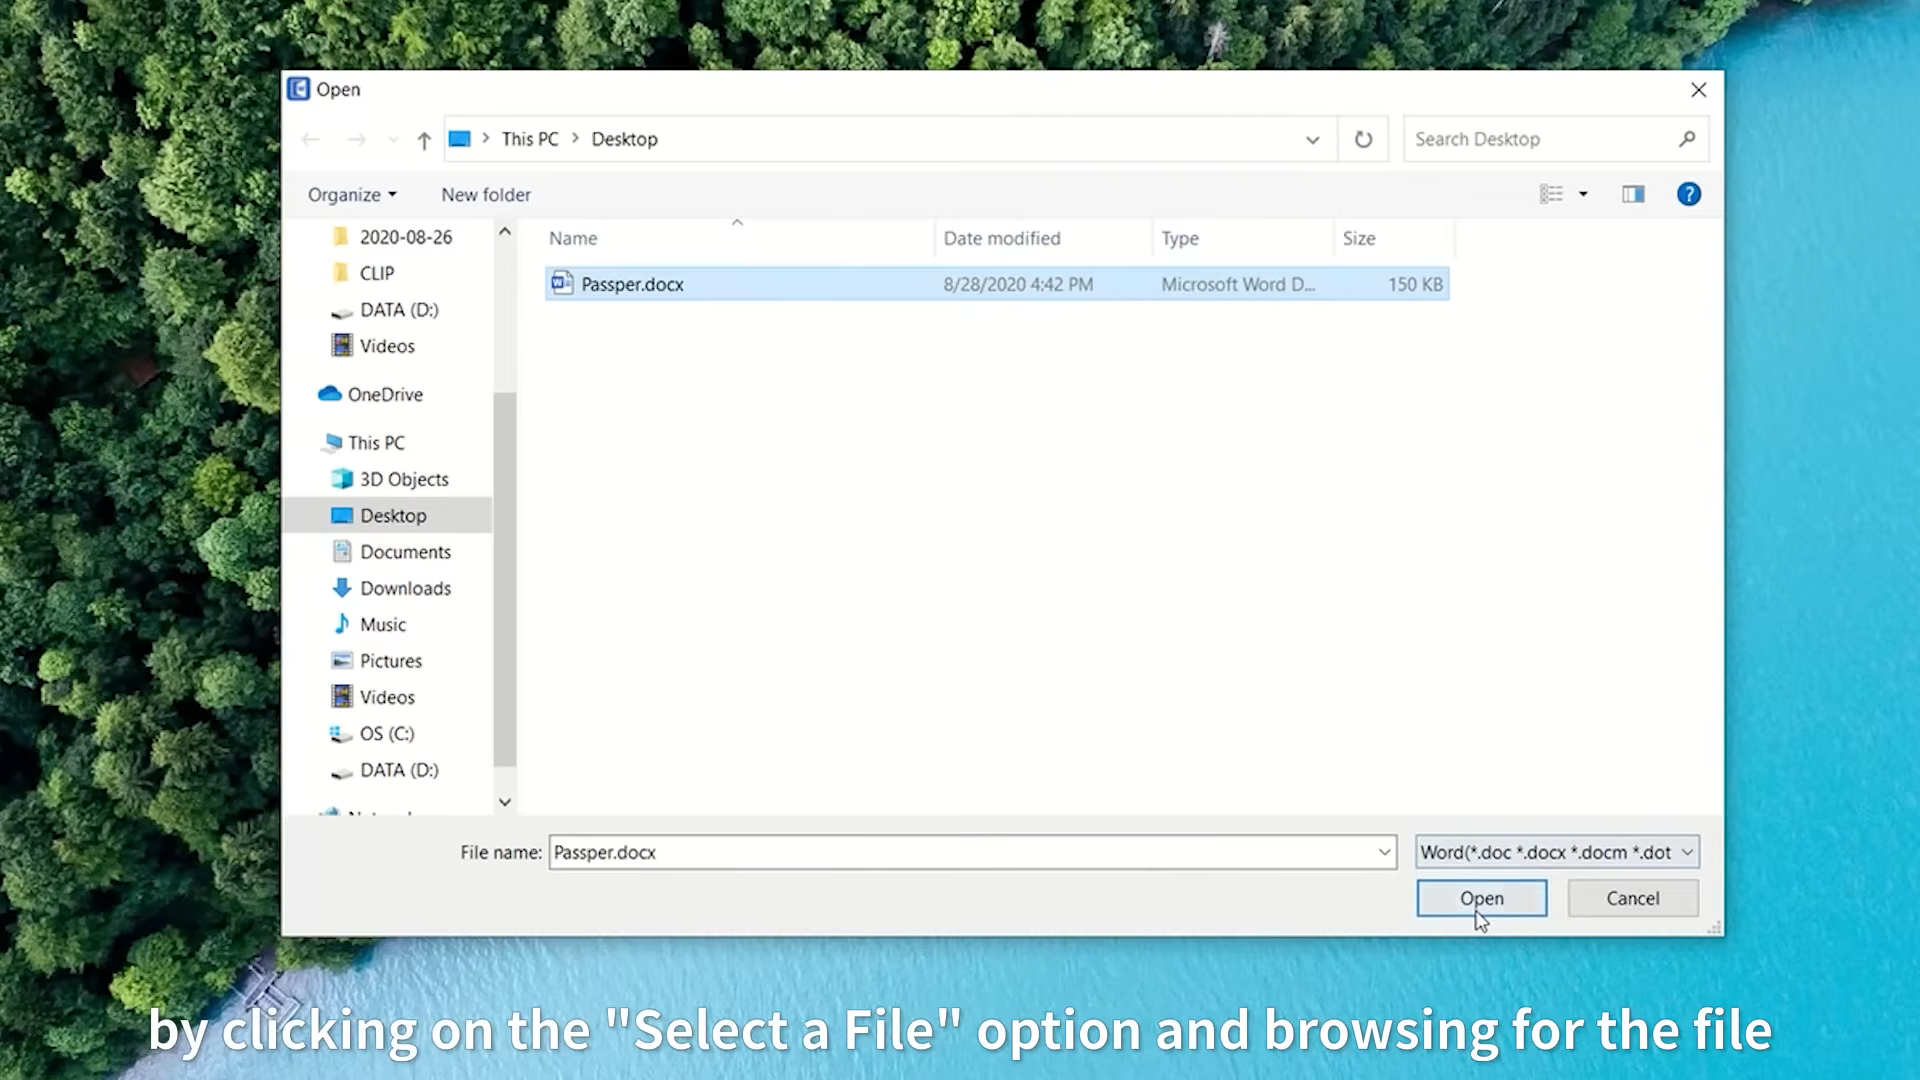 Open
This PC
Desktop
Search Desktop
Organize
New folder
?
2020-08-26
CLIP
DATA (D:)
Videos
OneDrive
This PC
3D Objects
Desktop
Documents
Downloads
Music
Pictures
Videos
OS (C:)
DATA (D:)
Name
Date modified
Type
Size
Passper.docx
8/28/2020 4:42 PM
Microsoft Word D...
150 KB
File name:
Passper.docx
Word(*.doc *.docx *.docm *.dot
Open
Cancel
by clicking on the "Select a File" option and browsing for the file